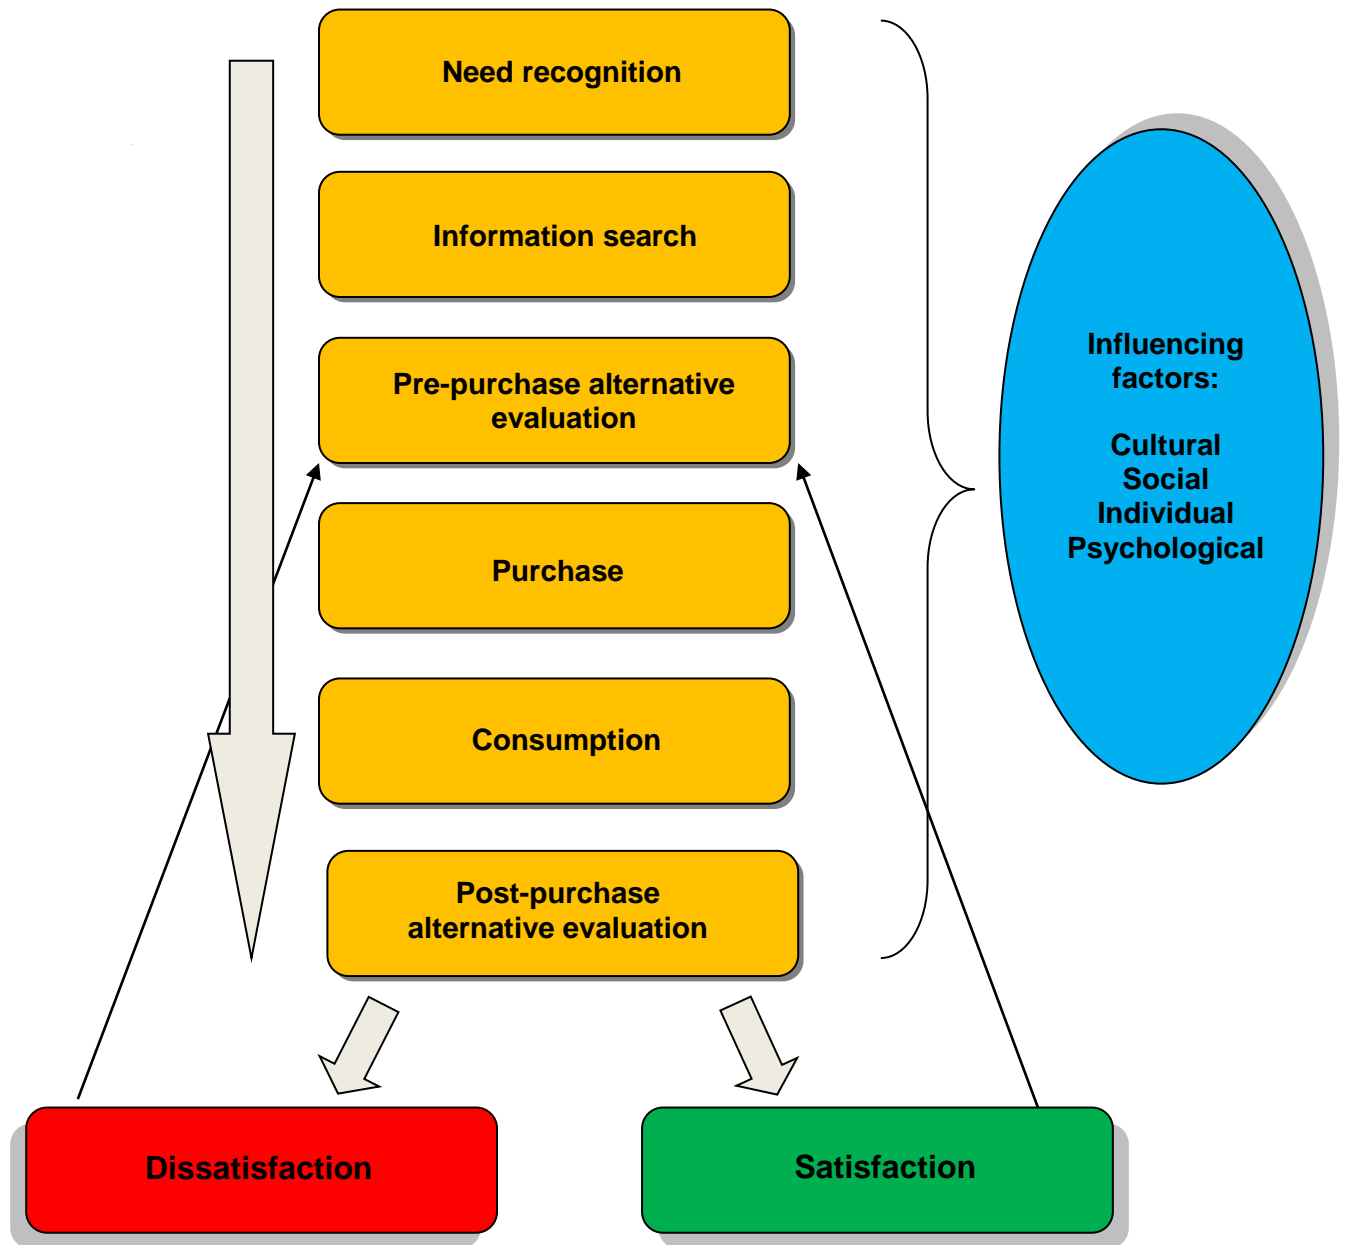 Need recognition
Information search
Pre-purchase alternative
evaluation
Purchase
Consumption
Post-purchase
alternative evaluation
Dissatisfaction
Satisfaction
Influencing
factors:
Cultural
Social
Individual
Psychological